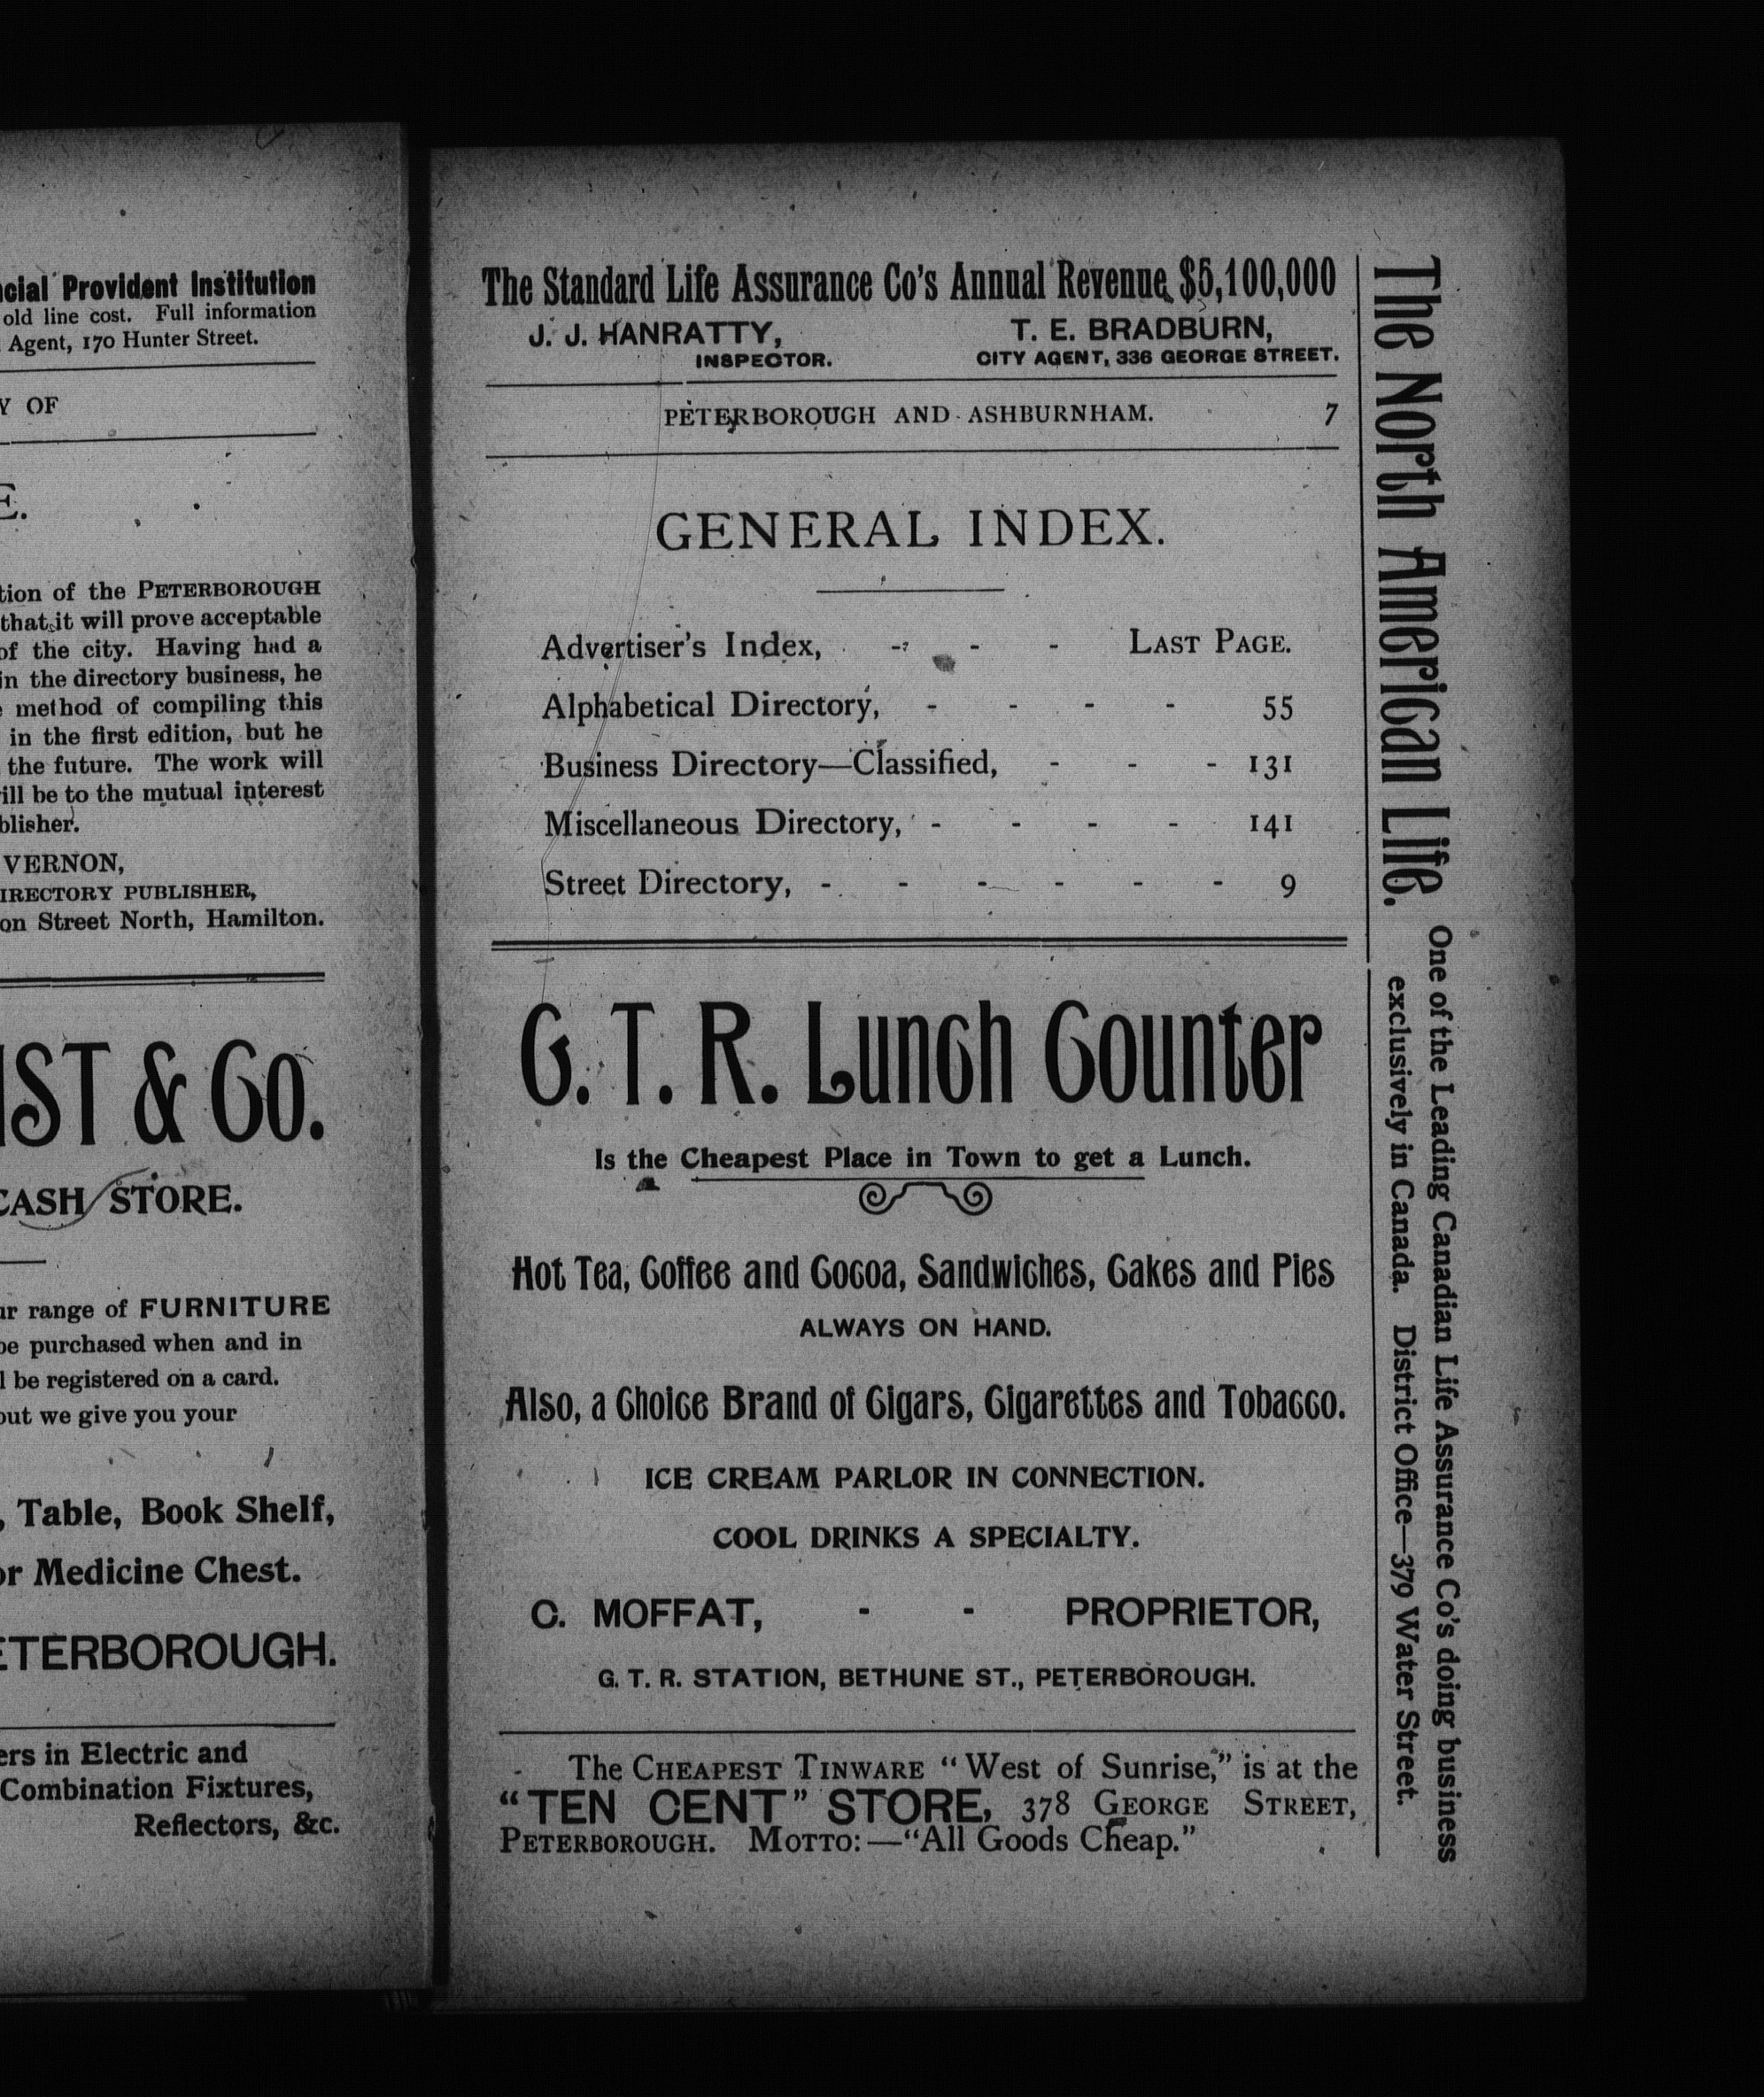 cial Provident Institution
old line cost. Full information
Agent, 170 Hunter Street.
Y OF
E.
tion of the PETERBOROUGH
that it will prove acceptable
of the city. Having had a
in the directory business, he
method of compiling this
in the first edition, but he
the future. The work will
ill be to the mutual interest
blisher.
VERNON,
IRECTORY PUBLISHER,
on Street North, Hamilton.
IST & Co.
CASH STORE.
ur range of FURNITURE
be purchased when and in
l be registered on a card.
out we give you your
, Table, Book Shelf,
or Medicine Chest.
ETERBOROUGH.
ers in Electric and
Combination Fixtures,
Reflectors, &c.
The Standard Life Assurance Co's Annual Revenue $5,100,000
J. J. HANRATTY, T. E. BRADBURN,
INSPECTOR. CITY AGENT, 336 GEORGE STREET.
PETERBOROUGH AND ASHBURNHAM. 7
GENERAL INDEX.
Advertiser's Index, - - - LAST PAGE.
Alphabetical Directory, - - - - 55
Business Directory—Classified, - - - 131
Miscellaneous Directory, - - - - 141
Street Directory, - - - - - - 9
G. T. R. Lunch Counter
Is the Cheapest Place in Town to get a Lunch.
Hot Tea, Coffee and Cocoa, Sandwiches, Cakes and Pies
ALWAYS ON HAND.
Also, a Choice Brand of Cigars, Cigarettes and Tobacco.
ICE CREAM PARLOR IN CONNECTION.
COOL DRINKS A SPECIALTY.
C. MOFFAT, - - PROPRIETOR,
G. T. R. STATION, BETHUNE ST., PETERBOROUGH.
The CHEAPEST TINWARE "West of Sunrise," is at the
"TEN CENT" STORE, 378 GEORGE STREET,
PETERBOROUGH. MOTTO:—"All Goods Cheap."
The North American Life.
One of the Leading Canadian Life Assurance Co's doing business
exclusively in Canada. District Office—379 Water Street.